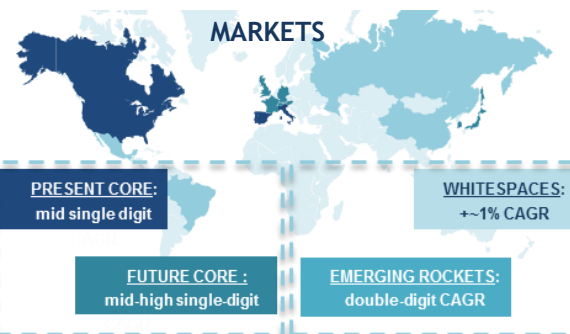 MARKETS
PRESENT CORE:
mid single digit
WHITESPACES:
+~1% CAGR
FUTURE CORE :
mid-high single-digit
EMERGING ROCKETS:
double-digit CAGR